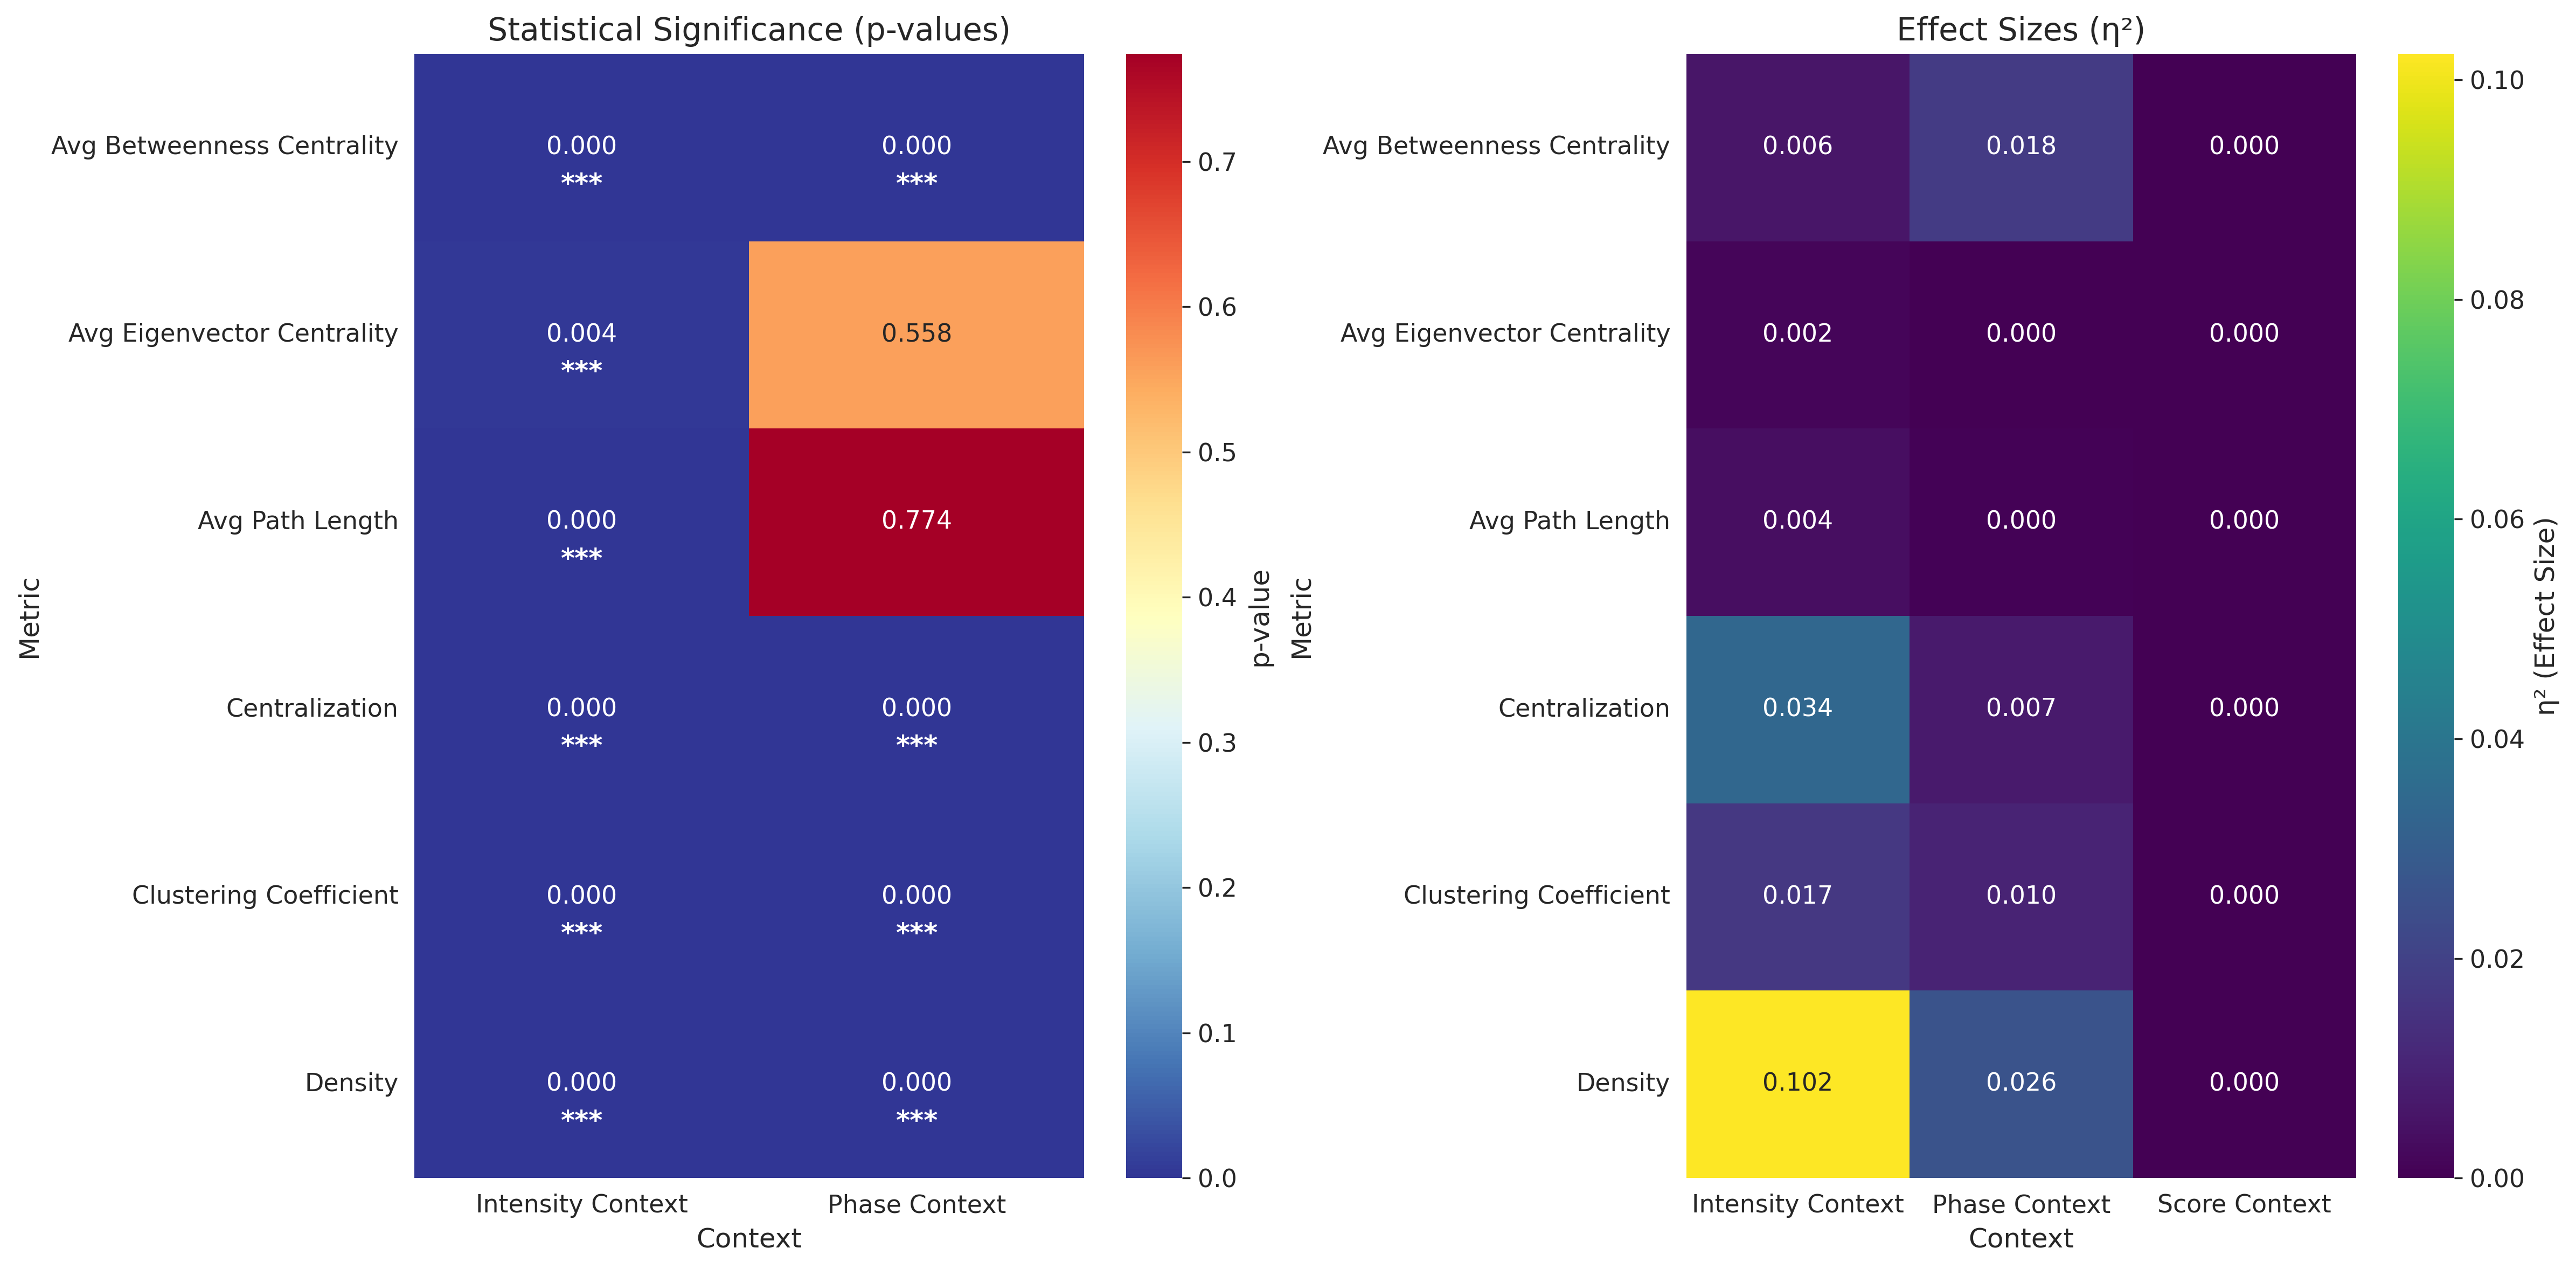 Statistical Significance (p-values)
Metric
Avg Betweenness Centrality
0.000
***
0.000
***
Avg Eigenvector Centrality
0.004
***
0.558
Avg Path Length
0.000
***
0.774
Centralization
0.000
***
0.000
***
Clustering Coefficient
0.000
***
0.000
***
Density
0.000
***
0.000
***
Intensity Context
Phase Context
Context
0.7
0.6
0.5
0.4
0.3
0.2
0.1
0.0
p-value
Effect Sizes (η²)
Metric
Avg Betweenness Centrality
0.006
0.018
0.000
Avg Eigenvector Centrality
0.002
0.000
0.000
Avg Path Length
0.004
0.000
0.000
Centralization
0.034
0.007
0.000
Clustering Coefficient
0.017
0.010
0.000
Density
0.102
0.026
0.000
Intensity Context
Phase Context
Score Context
Context
0.10
0.08
0.06
0.04
0.02
0.00
η² (Effect Size)